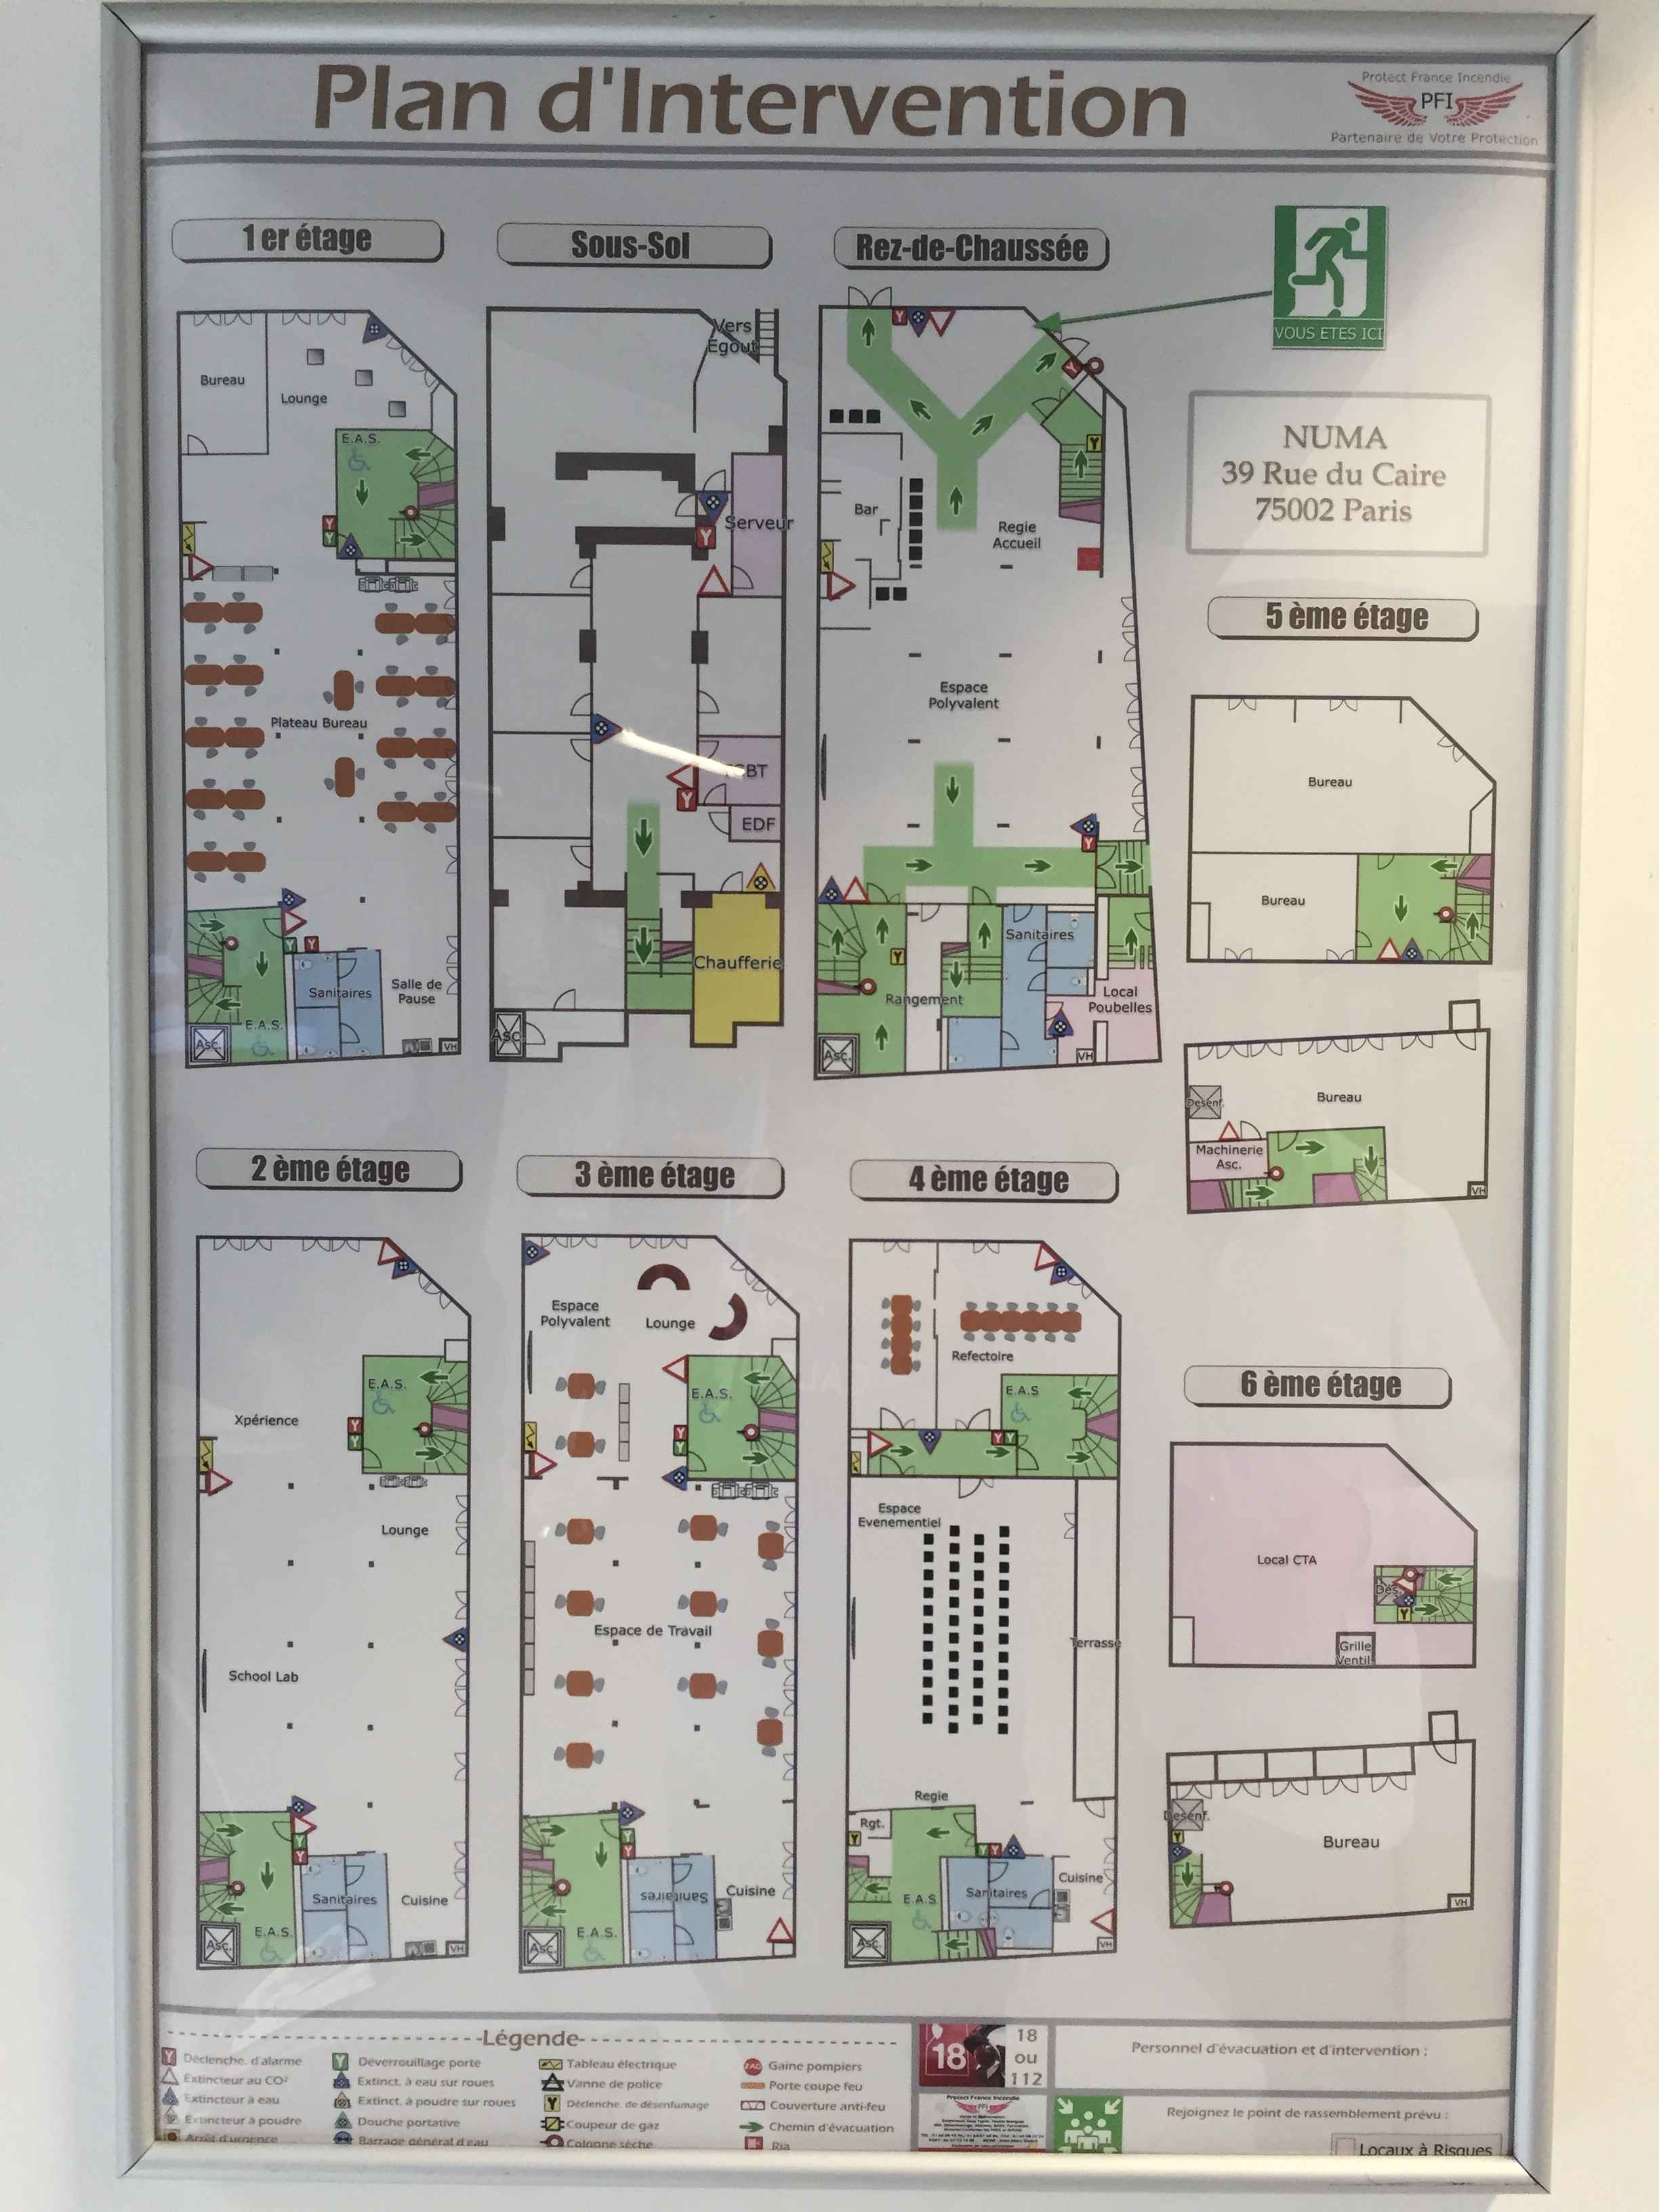 Plan d'Intervention
Protect France Incendie
PFI
Partenaire de Votre Protection
1er étage
Sous-Sol
Rez-de-Chaussée
VOUS ETES ICI
NUMA
39 Rue du Caire
75002 Paris
Bureau
Lounge
E.A.S.
Plateau Bureau
Sanitaires
Salle de
Pause
E.A.S.
Asc.
VH
Vers
Egout
Serveur
EDF
Chaufferie
Asc.
Bar
Regie
Accueil
Espace
Polyvalent
Sanitaires
Rangement
Local
Poubelles
Asc.
VH
5 ème étage
Bureau
Bureau
Desenf.
Bureau
Machinerie
Asc.
VH
2 ème étage
3 ème étage
4 ème étage
E.A.S.
Xpérience
Lounge
School Lab
Sanitaires
Cuisine
E.A.S.
Asc.
VH
Espace
Polyvalent
Lounge
E.A.S.
Espace de Travail
Sanitaires
Cuisine
E.A.S.
Asc.
Refectoire
E.A.S
Espace
Evenementiel
Terrasse
Regie
Rgt.
Cuisine
Sanitaires
E.A.S
Asc.
VH
6 ème étage
Local CTA
Des.
Grille
Ventil.
Desenf.
Bureau
VH
Légende
Déclenche. d'alarme
Extincteur au CO²
Extincteur à eau
Extincteur à poudre
Arrêt d'urgence
Déverrouillage porte
Extinct. à eau sur roues
Extinct. à poudre sur roues
Douche portative
Barrage général d'eau
Tableau électrique
Vanne de police
Déclenche. de désenfumage
Coupeur de gaz
Colonne sèche
Gaine pompiers
Porte coupe feu
Couverture anti-feu
Chemin d'évacuation
Ria
18
18
ou
112
Protect France Incendie
PFI
Personnel d'évacuation et d'intervention :
Rejoignez le point de rassemblement prévu :
Locaux à Risques